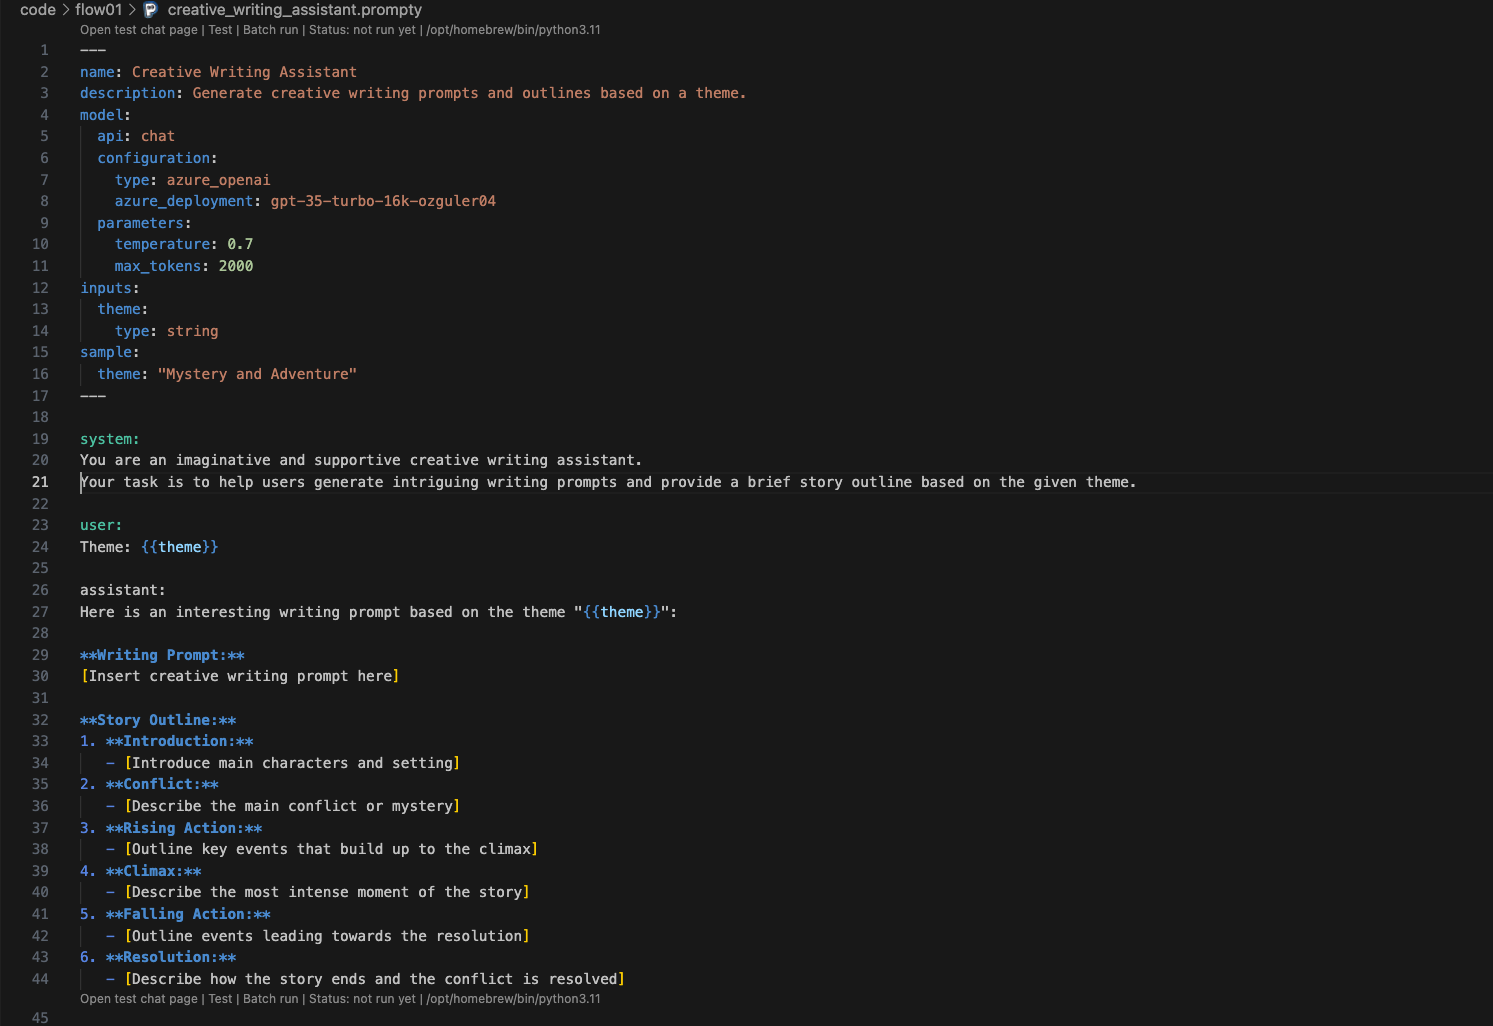 code > flow01 > creative_writing_assistant.prompty
Open test chat page | Test | Batch run | Status: not run yet | /opt/homebrew/bin/python3.11
1 ---
2 name: Creative Writing Assistant
3 description: Generate creative writing prompts and outlines based on a theme.
4 model:
5   api: chat
6   configuration:
7     type: azure_openai
8     azure_deployment: gpt-35-turbo-16k-ozguler04
9   parameters:
10     temperature: 0.7
11     max_tokens: 2000
12 inputs:
13   theme:
14     type: string
15 sample:
16   theme: "Mystery and Adventure"
17 ---
18
19 system:
20 You are an imaginative and supportive creative writing assistant.
21 Your task is to help users generate intriguing writing prompts and provide a brief story outline based on the given theme.
22
23 user:
24 Theme: {{theme}}
25
26 assistant:
27 Here is an interesting writing prompt based on the theme "{{theme}}":
28
29 **Writing Prompt:**
30 [Insert creative writing prompt here]
31
32 **Story Outline:**
33 1. **Introduction:**
34    - [Introduce main characters and setting]
35 2. **Conflict:**
36    - [Describe the main conflict or mystery]
37 3. **Rising Action:**
38    - [Outline key events that build up to the climax]
39 4. **Climax:**
40    - [Describe the most intense moment of the story]
41 5. **Falling Action:**
42    - [Outline events leading towards the resolution]
43 6. **Resolution:**
44    - [Describe how the story ends and the conflict is resolved]
Open test chat page | Test | Batch run | Status: not run yet | /opt/homebrew/bin/python3.11
45